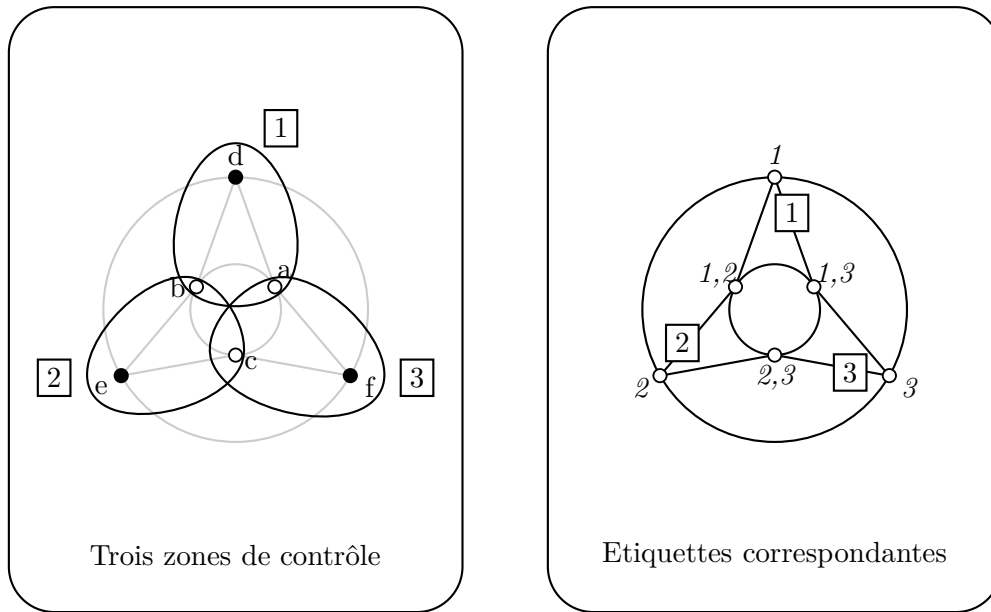 1
d
a
b
c
2
e
f
3
Trois zones de contrôle
1
1
1,2
1,3
2
3
2,3
2
3
Etiquettes correspondantes